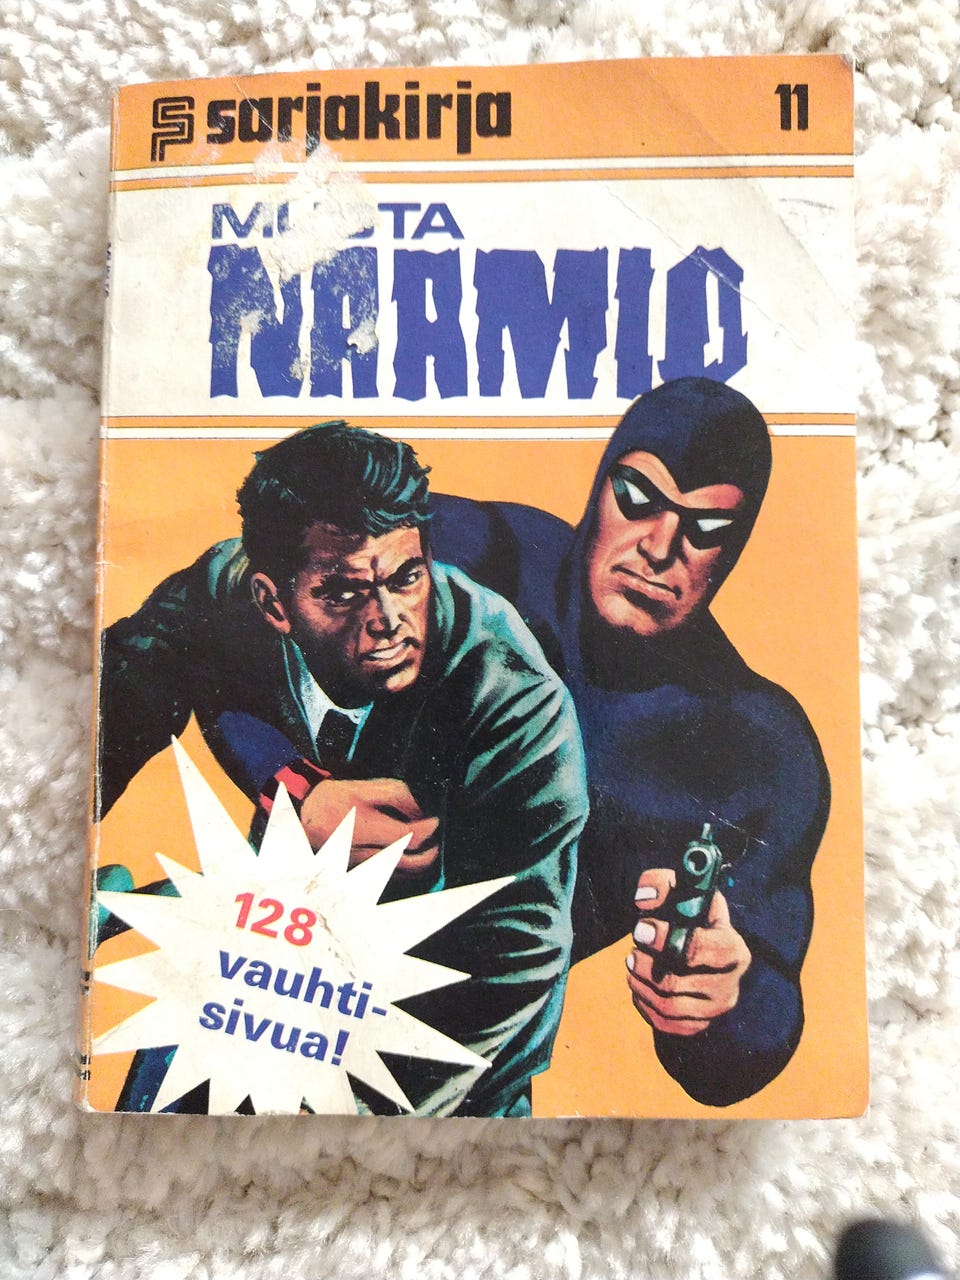 sarjakirja 11
MUSTA
NAAMIO
128
vauhti-
sivua!